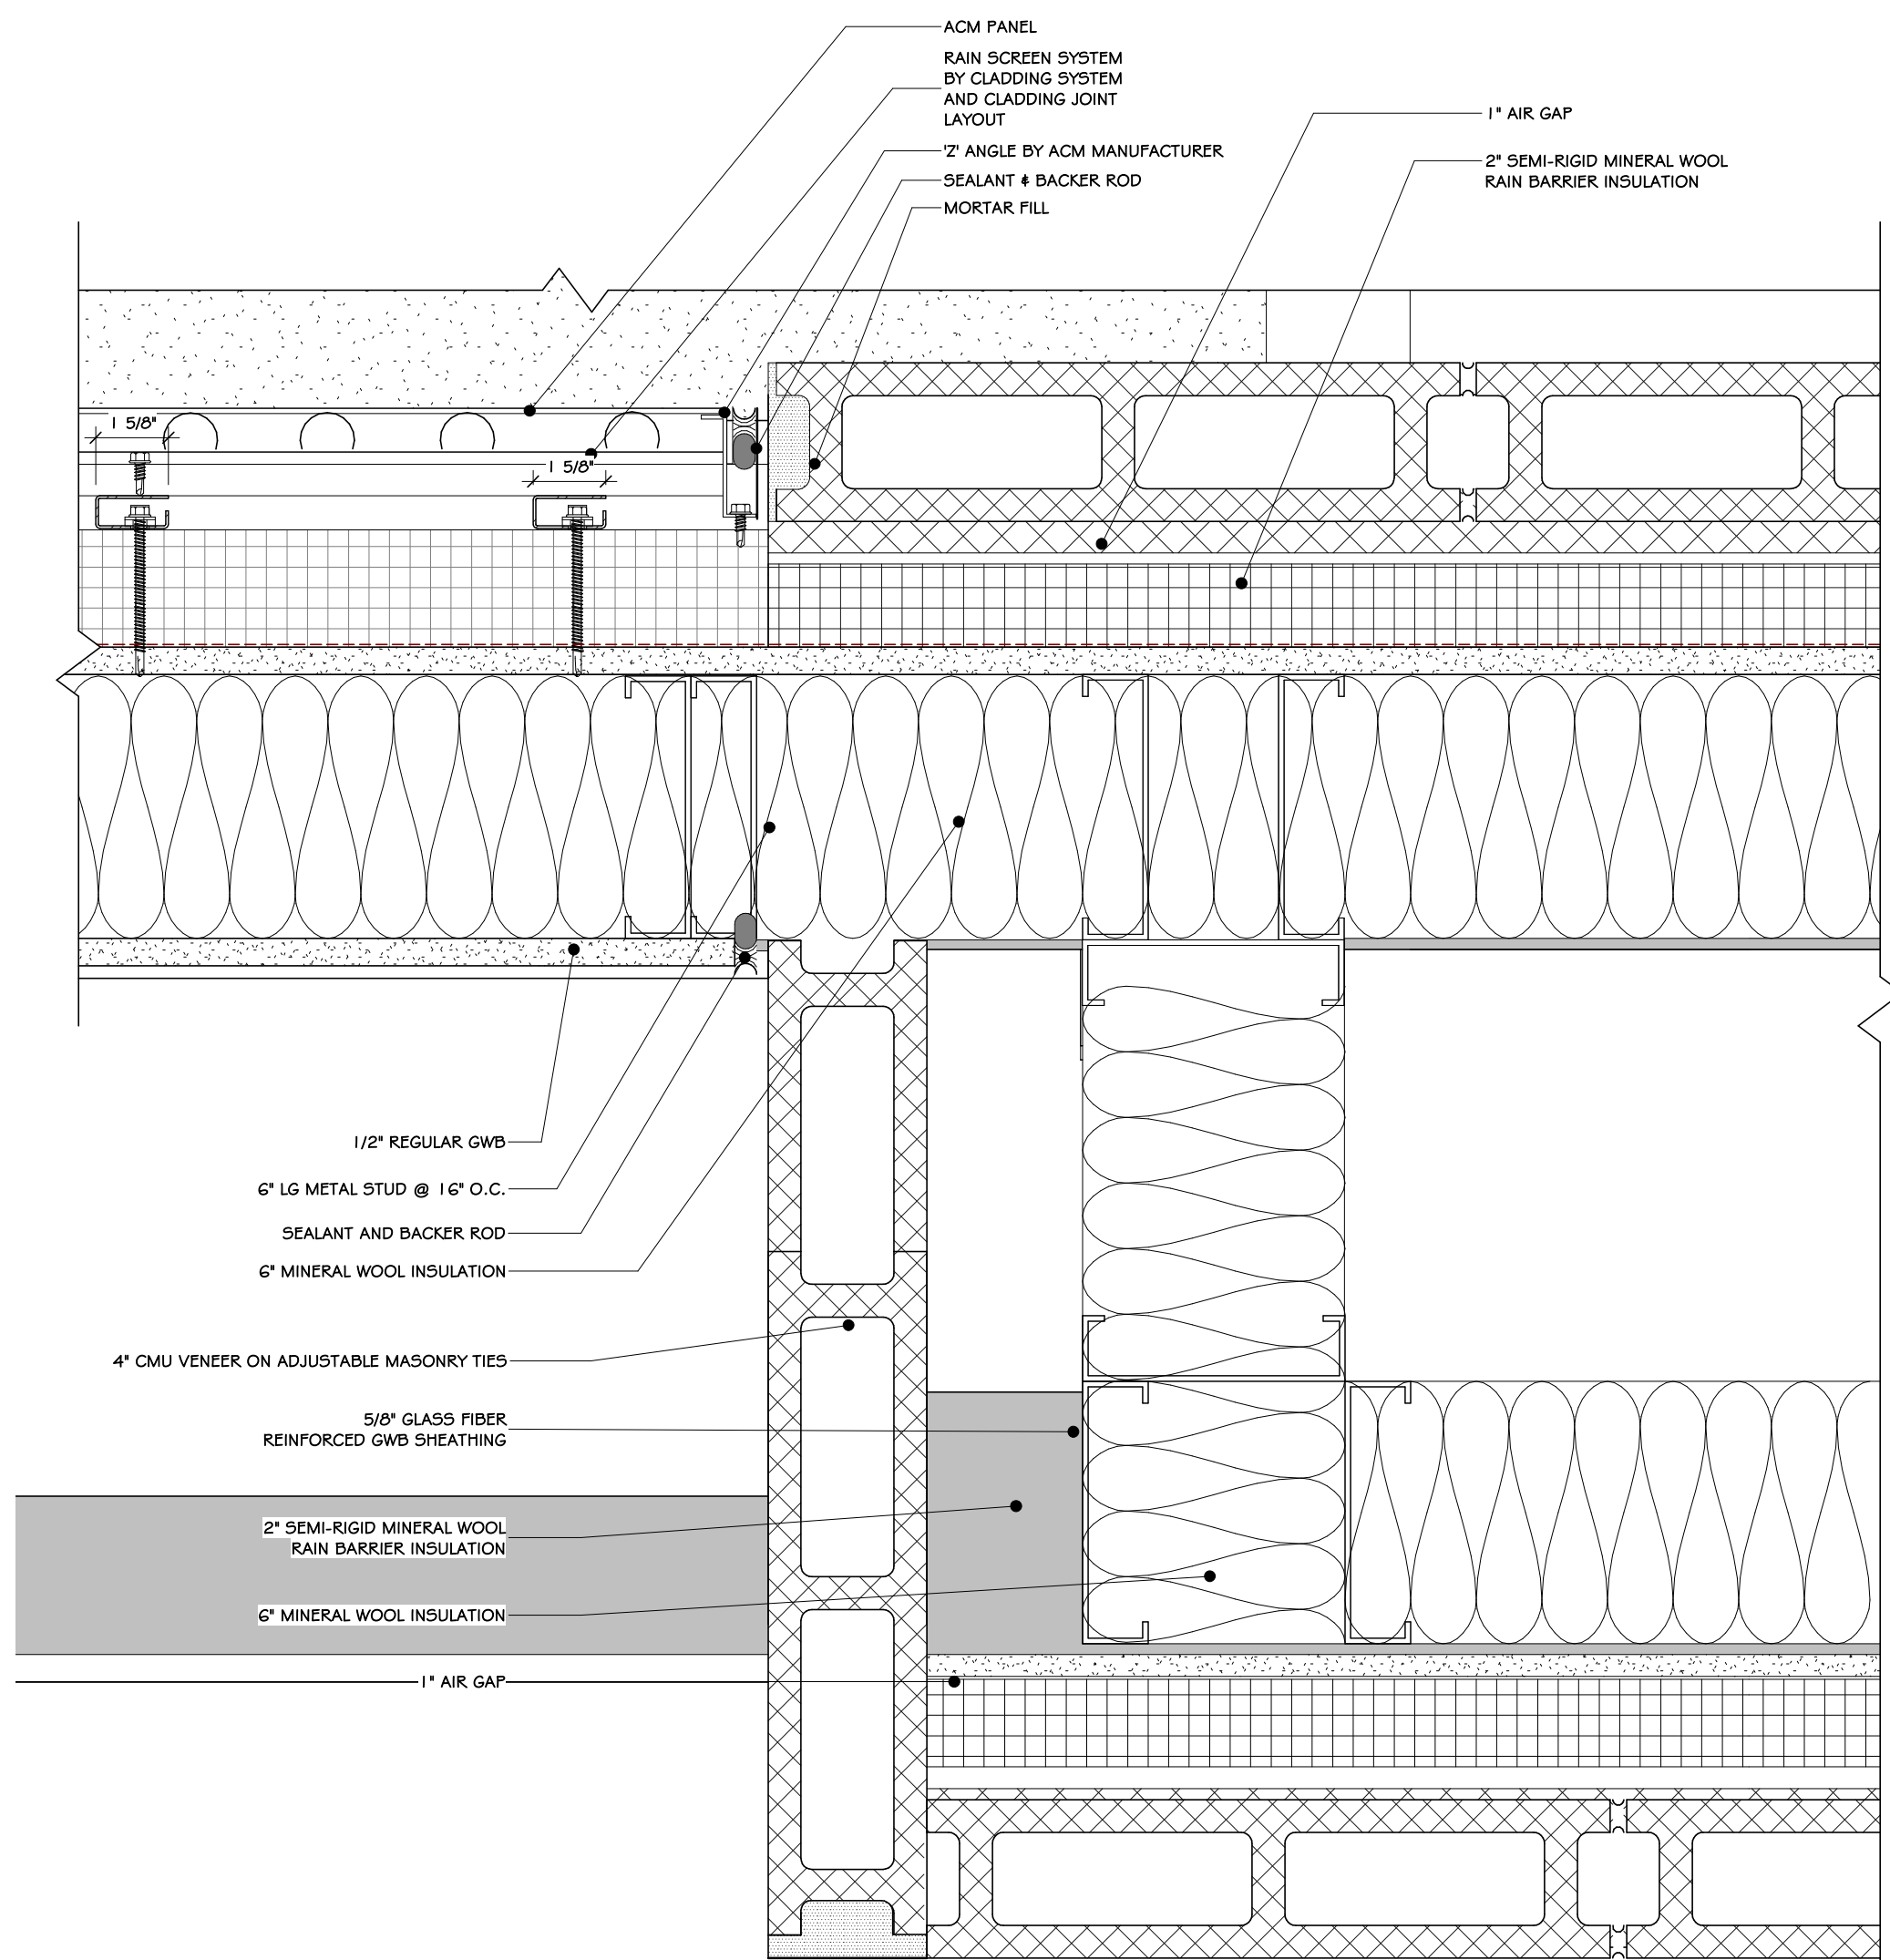 ACM PANEL
RAIN SCREEN SYSTEM
BY CLADDING SYSTEM
AND CLADDING JOINT
LAYOUT
'Z' ANGLE BY ACM MANUFACTURER
SEALANT & BACKER ROD
MORTAR FILL
1" AIR GAP
2" SEMI-RIGID MINERAL WOOL
RAIN BARRIER INSULATION
1 5/8"
1 5/8"
1/2" REGULAR GWB
6" LG METAL STUD @ 16" O.C.
SEALANT AND BACKER ROD
6" MINERAL WOOL INSULATION
4" CMU VENEER ON ADJUSTABLE MASONRY TIES
5/8" GLASS FIBER
REINFORCED GWB SHEATHING
2" SEMI-RIGID MINERAL WOOL
RAIN BARRIER INSULATION
6" MINERAL WOOL INSULATION
1" AIR GAP